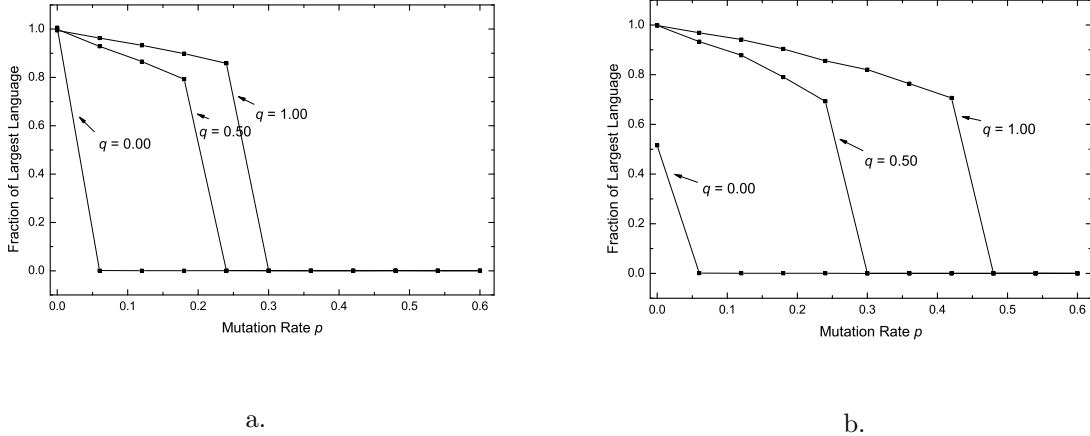 Fraction of Largest Language
1.0
0.8
0.6
0.4
0.2
0.0
q = 0.00
q = 0.50
q = 1.00
0.0 0.1 0.2 0.3 0.4 0.5 0.6
Mutation Rate p
a.
Fraction of Largest Language
1.0
0.8
0.6
0.4
0.2
0.0
q = 0.00
q = 0.50
q = 1.00
0.0 0.1 0.2 0.3 0.4 0.5 0.6
Mutation Rate p
b.